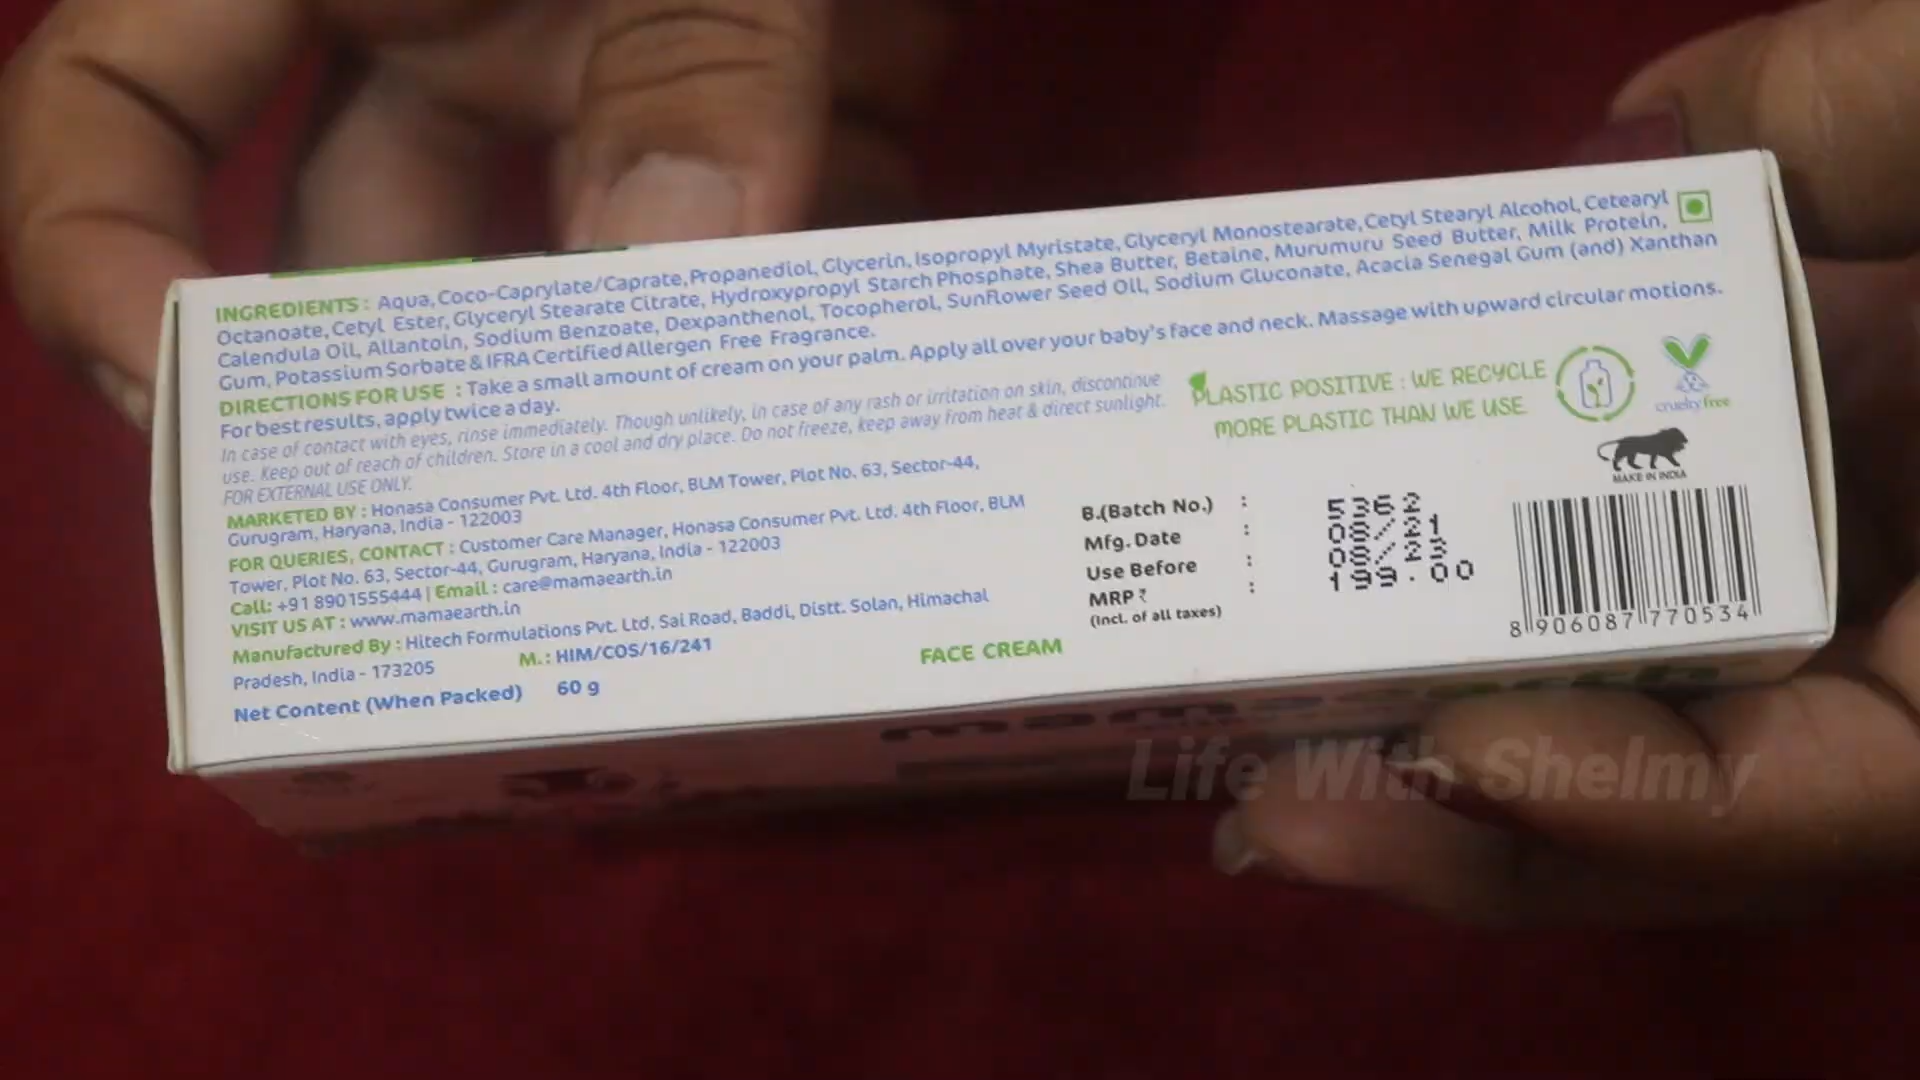 INGREDIENTS : Aqua, Coco-Caprylate/Caprate, Propanediol, Glycerin, Isopropyl Myristate, Glyceryl Monostearate, Cetyl Stearyl Alcohol, Cetearyl
Octanoate, Cetyl Ester, Glyceryl Stearate Citrate, Hydroxypropyl Starch Phosphate, Shea Butter, Betaine, Murumuru Seed Butter, Milk Protein,
Calendula Oil, Allantoin, Sodium Benzoate, Dexpanthenol, Tocopherol, Sunflower Seed Oil, Sodium Gluconate, Acacia Senegal Gum (and) Xanthan
Gum, Potassium Sorbate & IFRA Certified Allergen Free Fragrance.
DIRECTIONS FOR USE : Take a small amount of cream on your palm. Apply all over your baby's face and neck. Massage with upward circular motions.
For best results, apply twice a day.
In case of contact with eyes, rinse immediately. Though unlikely, in case of any rash or irritation on skin, discontinue
use. Keep out of reach of children. Store in a cool and dry place. Do not freeze, keep away from heat & direct sunlight.
FOR EXTERNAL USE ONLY.
MARKETED BY : Honasa Consumer Pvt. Ltd. 4th Floor, BLM Tower, Plot No. 63, Sector-44,
Gurugram, Haryana, India - 122003
FOR QUERIES, CONTACT : Customer Care Manager, Honasa Consumer Pvt. Ltd. 4th Floor, BLM
Tower, Plot No. 63, Sector-44, Gurugram, Haryana, India - 122003
Call: +91 8901555444 | Email : care@mamaearth.in
VISIT US AT : www.mamaearth.in
Manufactured By : Hitech Formulations Pvt. Ltd. Sai Road, Baddi, Distt. Solan, Himachal
Pradesh, India - 173205 M.: HIM/COS/16/241
Net Content (When Packed) 60 g
FACE CREAM
PLASTIC POSITIVE : WE RECYCLE
MORE PLASTIC THAN WE USE
cruelty free
MAKE IN INDIA
B.(Batch No.) : 5362
Mfg. Date : 08/21
Use Before : 08/23
MRP ₹ : 199.00
(Incl. of all taxes)
8 906087 770534
mamaearth
Life With Shelmy